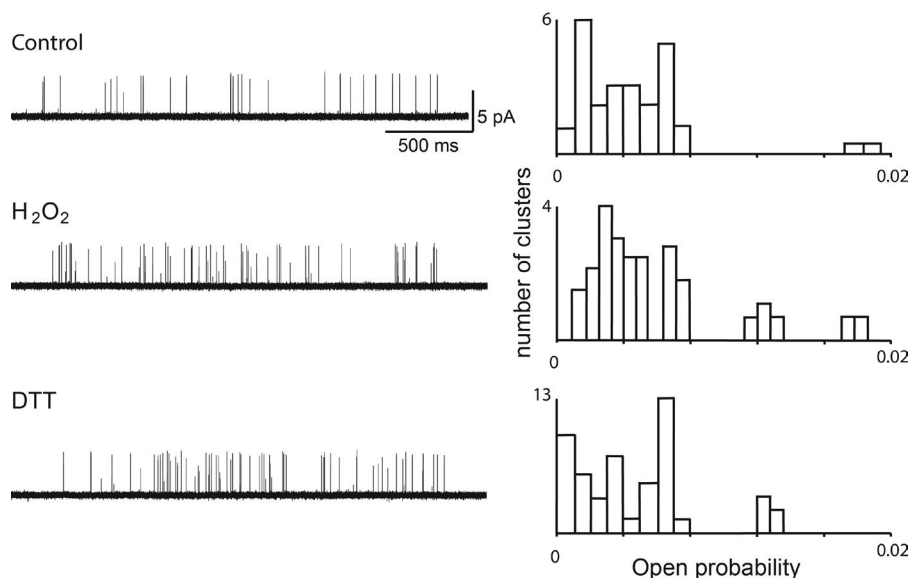 Control
5 pA
500 ms
H₂O₂
DTT
number of clusters
6
0
0.02
4
0
0.02
13
0
0.02
Open probability